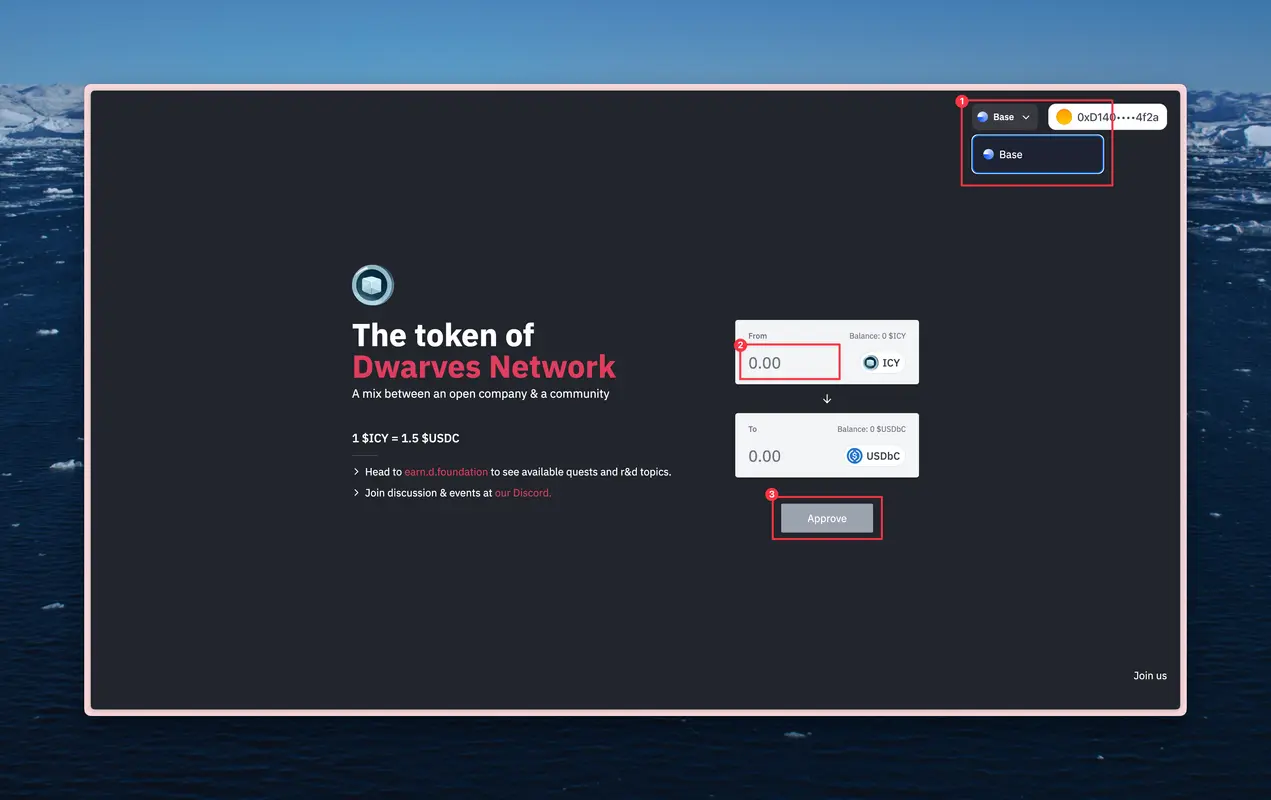 1
Base
0xD140••••4f2a
Base
The token of
Dwarves Network
A mix between an open company & a community
1 $ICY = 1.5 $USDC
Head to earn.d.foundation to see available quests and r&d topics.
Join discussion & events at our Discord.
From
Balance: 0 $ICY
2
0.00
ICY
To
Balance: 0 $USDbC
0.00
USDbC
3
Approve
Join us